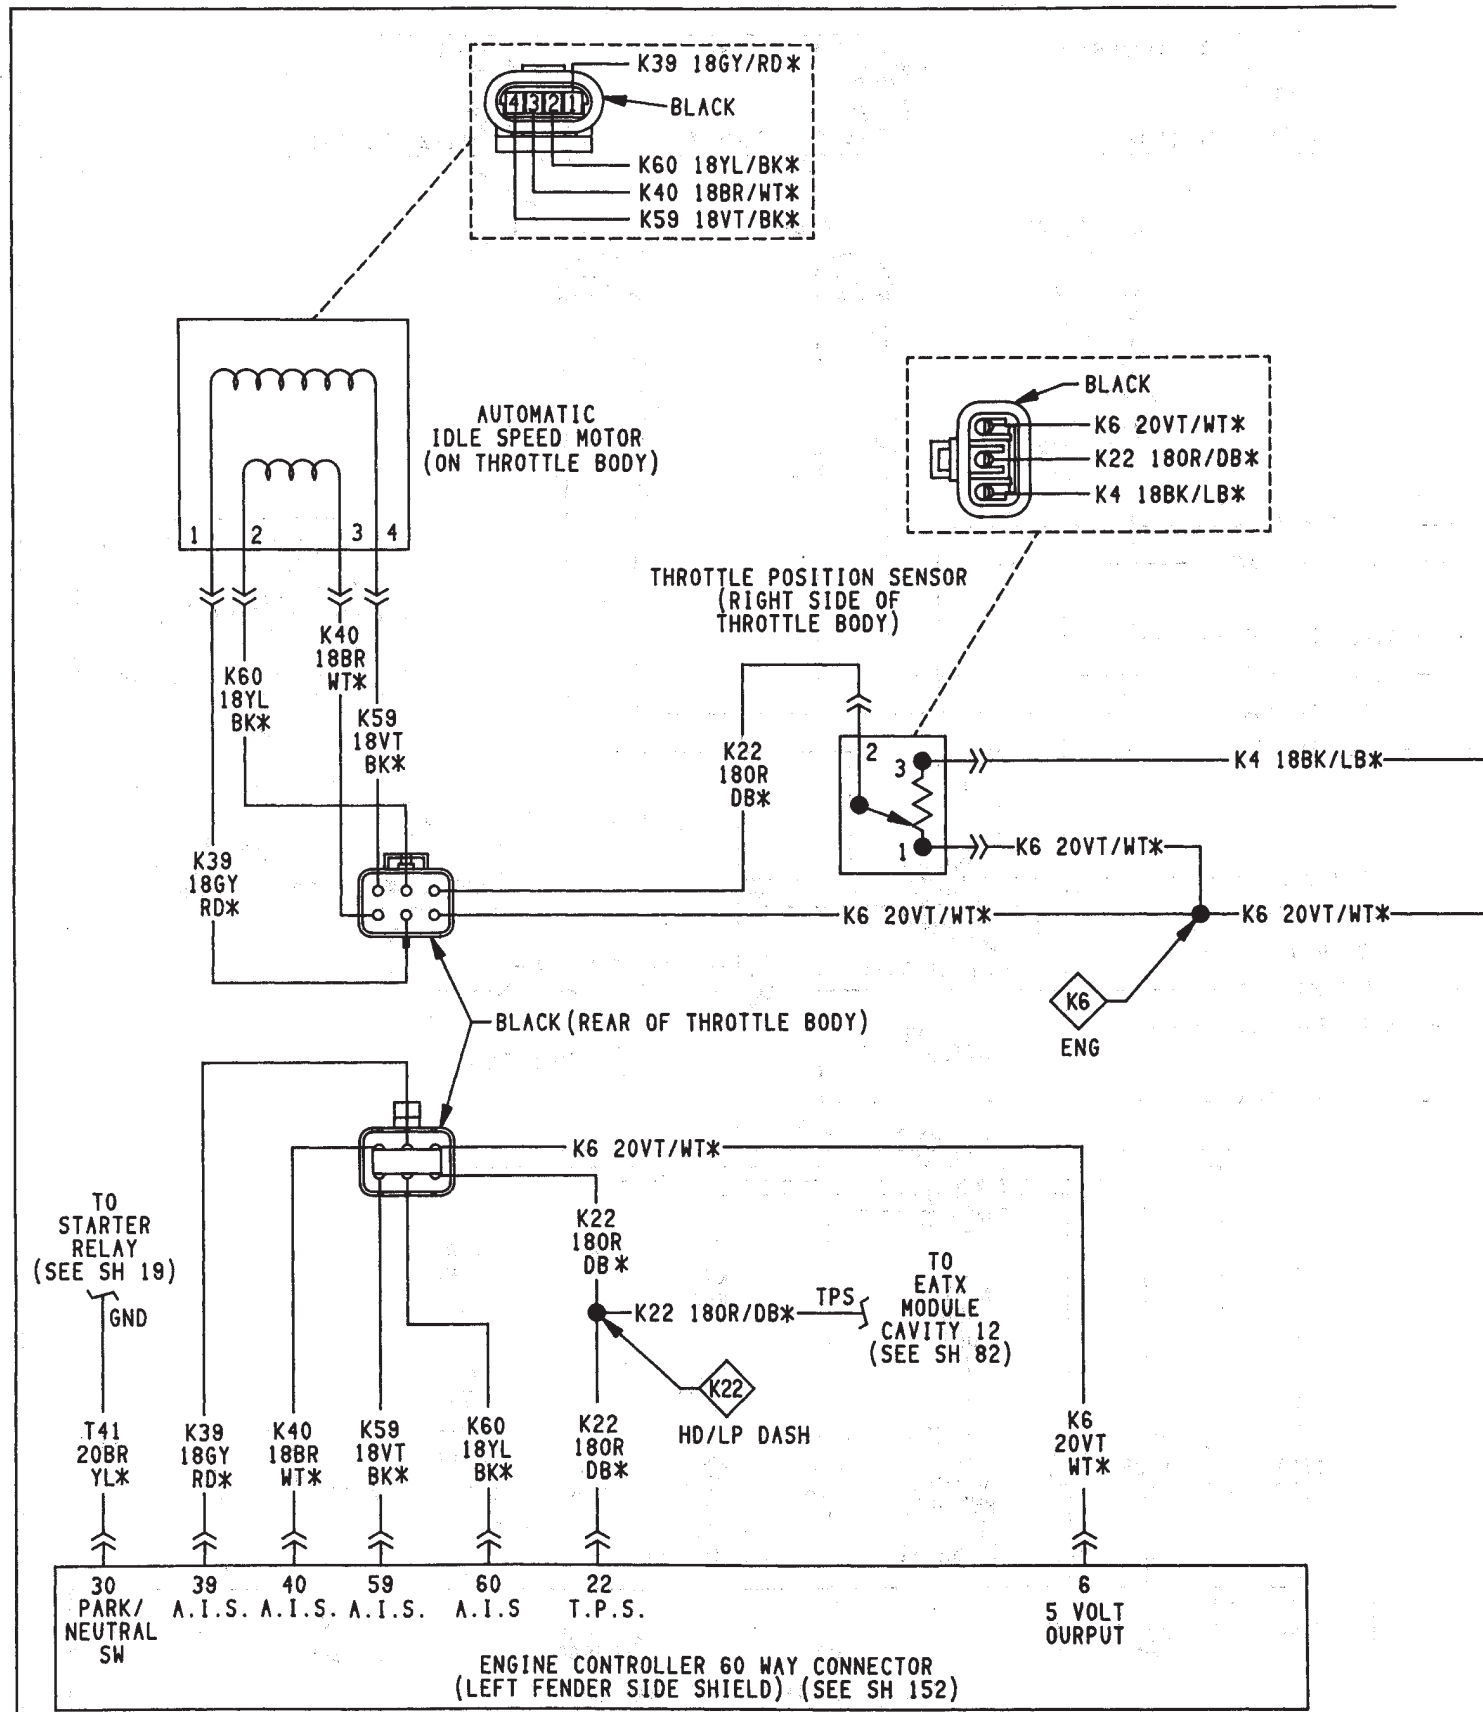 K39 18GY/RD*
4 3 2 1
BLACK
K60 18YL/BK*
K40 18BR/WT*
K59 18VT/BK*
AUTOMATIC
IDLE SPEED MOTOR
(ON THROTTLE BODY)
1 2 3 4
BLACK
K6 20VT/WT*
K22 18OR/DB*
K4 18BK/LB*
THROTTLE POSITION SENSOR
(RIGHT SIDE OF
THROTTLE BODY)
K40
18BR
WT*
K60
18YL
BK*
K59
18VT
BK*
K22
18OR
DB*
2
3
1
K4 18BK/LB*
K6 20VT/WT*
K39
18GY
RD*
K6 20VT/WT*
K6 20VT/WT*
K6
ENG
BLACK (REAR OF THROTTLE BODY)
K6 20VT/WT*
TO
STARTER
RELAY
(SEE SH 19)
GND
K22
18OR
DB*
K22 18OR/DB*
TPS
TO
EATX
MODULE
CAVITY 12
(SEE SH 82)
K22
HD/LP DASH
T41
20BR
YL*
K39
18GY
RD*
K40
18BR
WT*
K59
18VT
BK*
K60
18YL
BK*
K22
18OR
DB*
K6
20VT
WT*
30
PARK/
NEUTRAL
SW
39
A.I.S.
40
A.I.S.
59
A.I.S.
60
A.I.S
22
T.P.S.
6
5 VOLT
OURPUT
ENGINE CONTROLLER 60 WAY CONNECTOR
(LEFT FENDER SIDE SHIELD) (SEE SH 152)